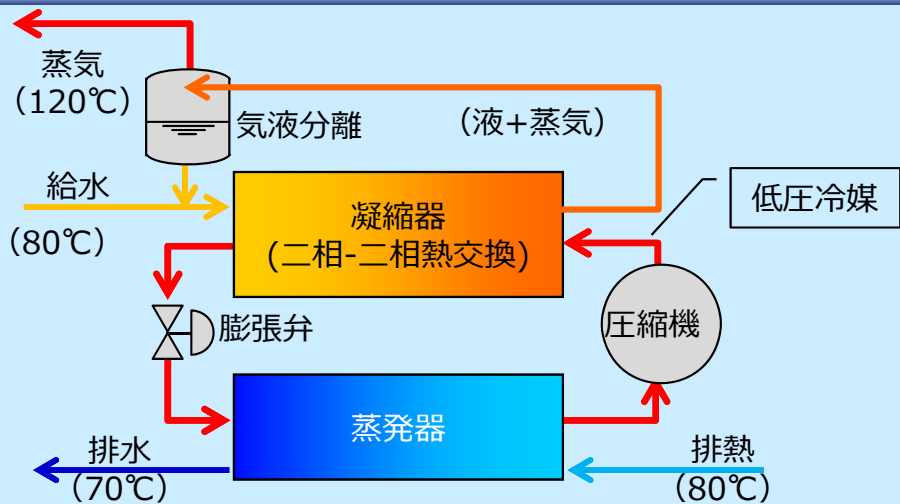 蒸気
（120℃）
気液分離
（液+蒸気）
給水
（80℃）
凝縮器
(二相-二相熱交換)
低圧冷媒
膨張弁
圧縮機
蒸発器
排水
（70℃）
排熱
（80℃）